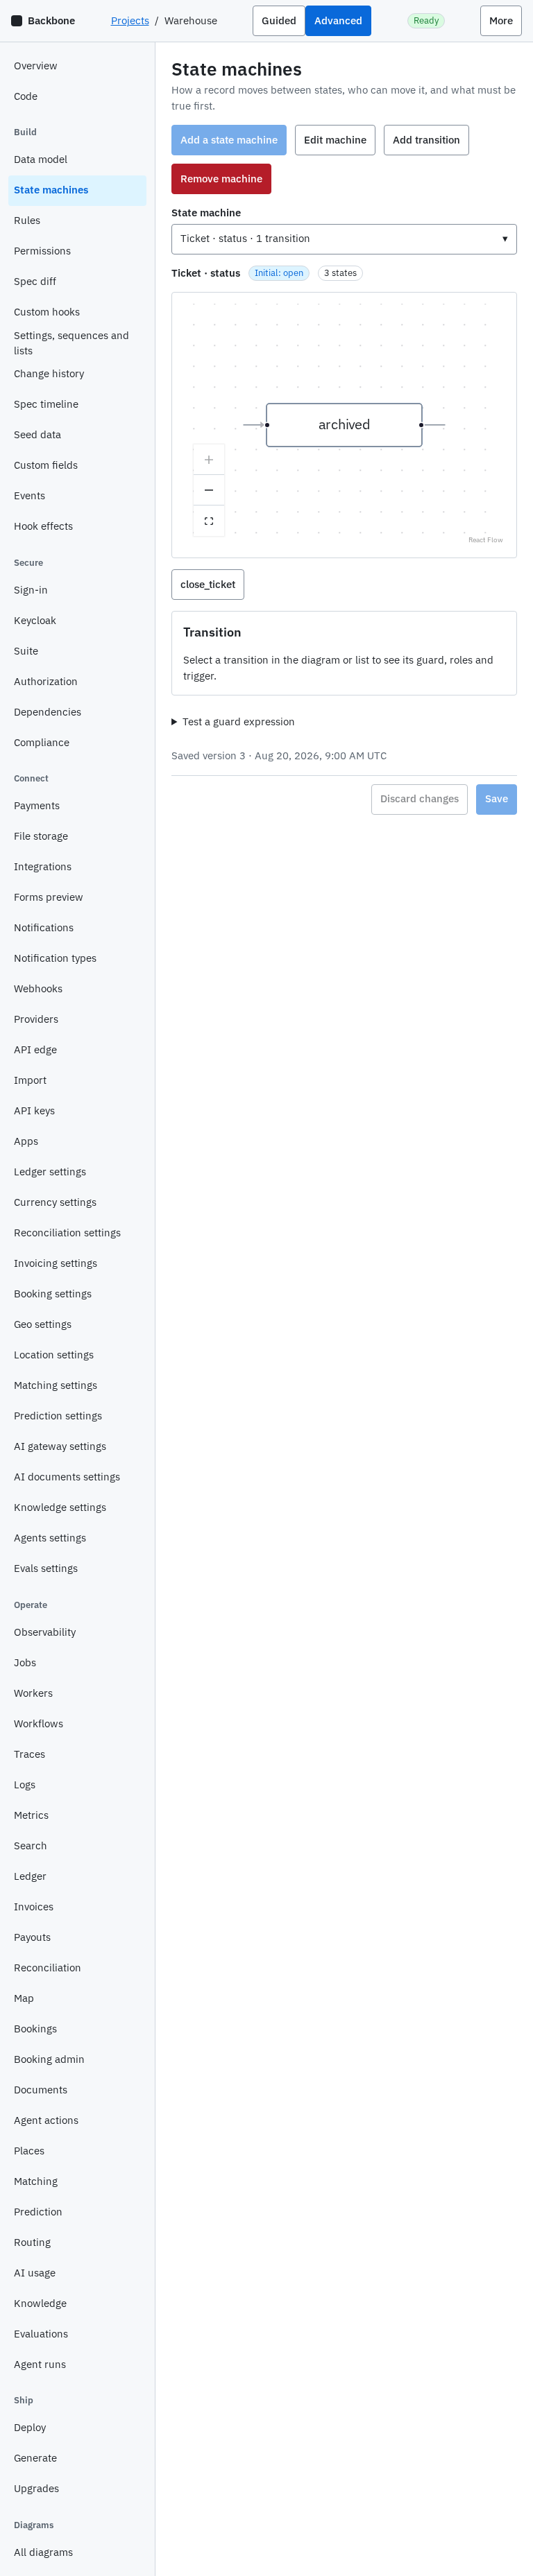 Backbone
Projects / Warehouse
Guided
Advanced
Ready
More
Overview
Code
Build
Data model
State machines
Rules
Permissions
Spec diff
Custom hooks
Settings, sequences and
lists
Change history
Spec timeline
Seed data
Custom fields
Events
Hook effects
Secure
Sign-in
Keycloak
Suite
Authorization
Dependencies
Compliance
Connect
Payments
File storage
Integrations
Forms preview
Notifications
Notification types
Webhooks
Providers
API edge
Import
API keys
Apps
Ledger settings
Currency settings
Reconciliation settings
Invoicing settings
Booking settings
Geo settings
Location settings
Matching settings
Prediction settings
AI gateway settings
AI documents settings
Knowledge settings
Agents settings
Evals settings
Operate
Observability
Jobs
Workers
Workflows
Traces
Logs
Metrics
Search
Ledger
Invoices
Payouts
Reconciliation
Map
Bookings
Booking admin
Documents
Agent actions
Places
Matching
Prediction
Routing
AI usage
Knowledge
Evaluations
Agent runs
Ship
Deploy
Generate
Upgrades
Diagrams
All diagrams
State machines
How a record moves between states, who can move it, and what must be
true first.
Add a state machine
Edit machine
Add transition
Remove machine
State machine
Ticket · status · 1 transition
Ticket · status
Initial: open
3 states
archived
React Flow
close_ticket
Transition
Select a transition in the diagram or list to see its guard, roles and
trigger.
Test a guard expression
Saved version 3 · Aug 20, 2026, 9:00 AM UTC
Discard changes
Save